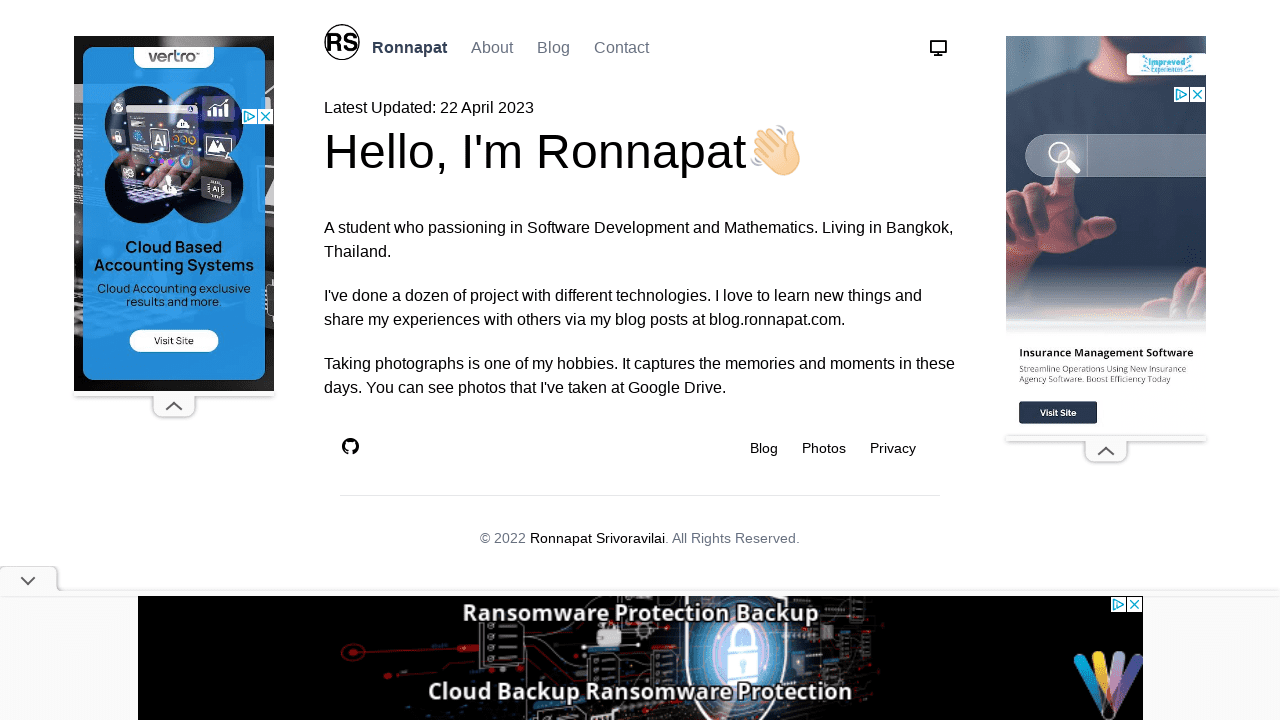 RS
Ronnapat
About
Blog
Contact
Latest Updated: 22 April 2023
Hello, I'm Ronnapat
A student who passioning in Software Development and Mathematics. Living in Bangkok,
Thailand.
I've done a dozen of project with different technologies. I love to learn new things and
share my experiences with others via my blog posts at blog.ronnapat.com.
Taking photographs is one of my hobbies. It captures the memories and moments in these
days. You can see photos that I've taken at Google Drive.
Blog
Photos
Privacy
© 2022 Ronnapat Srivoravilai. All Rights Reserved.
vertro
AI
AI
Cloud Based
Accounting Systems
Cloud Accounting exclusive
results and more.
Visit Site
Improved
Experiences
Insurance Management Software
Streamline Operations Using New Insurance
Agency Software. Boost Efficiency Today
Visit Site
Ransomware Protection Backup
Cloud Backup Ransomware Protection